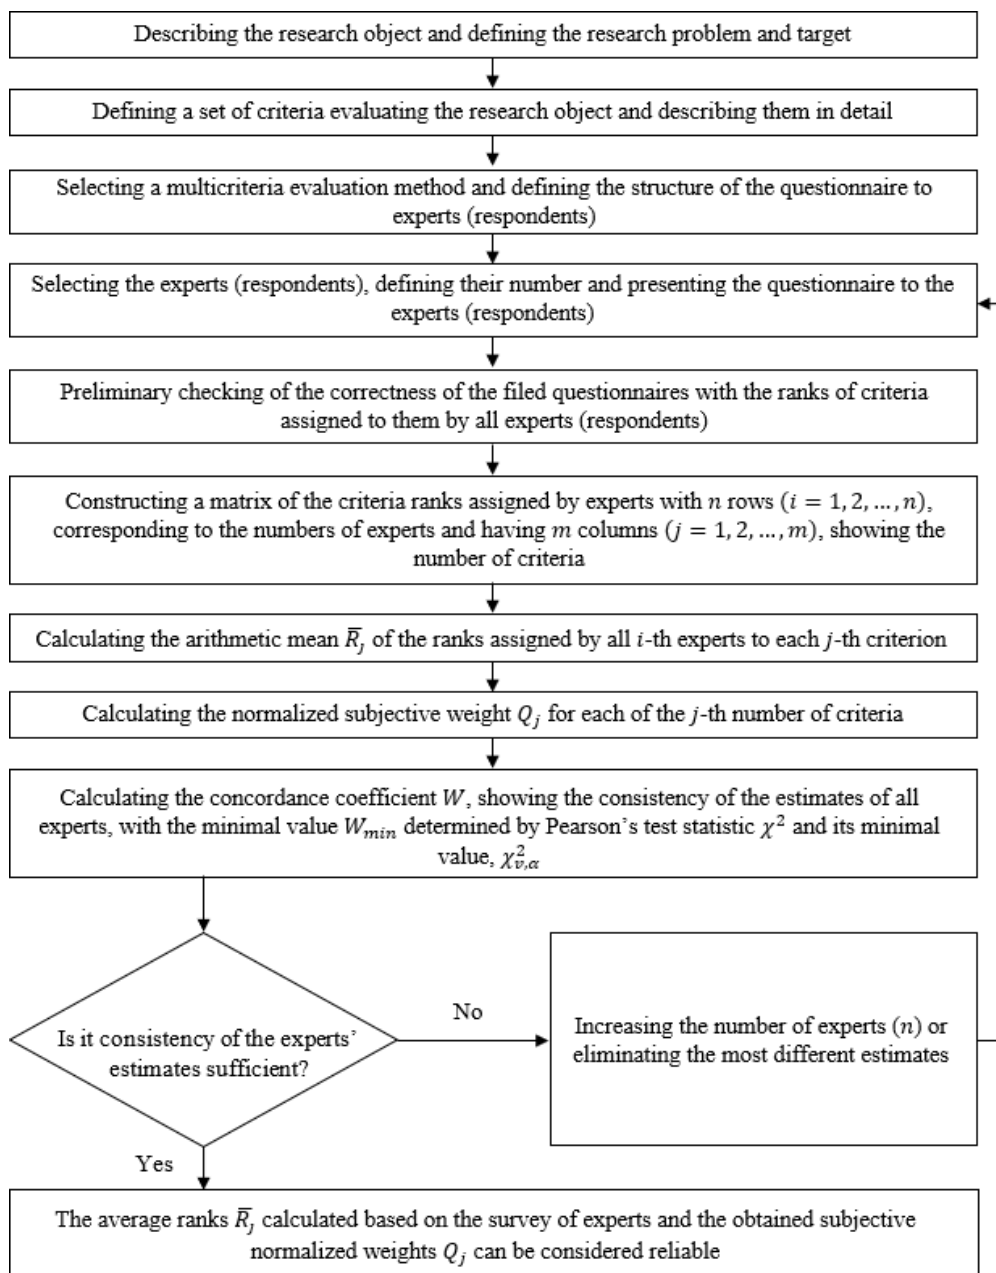 Describing the research object and defining the research problem and target
Defining a set of criteria evaluating the research object and describing them in detail
Selecting a multicriteria evaluation method and defining the structure of the questionnaire to
experts (respondents)
Selecting the experts (respondents), defining their number and presenting the questionnaire to the
experts (respondents)
Preliminary checking of the correctness of the filed questionnaires with the ranks of criteria
assigned to them by all experts (respondents)
Constructing a matrix of the criteria ranks assigned by experts with n rows (i = 1, 2, ..., n),
corresponding to the numbers of experts and having m columns (j = 1, 2, ..., m), showing the
number of criteria
Calculating the arithmetic mean R̅ⱼ of the ranks assigned by all i-th experts to each j-th criterion
Calculating the normalized subjective weight Qⱼ for each of the j-th number of criteria
Calculating the concordance coefficient W, showing the consistency of the estimates of all
experts, with the minimal value W_min determined by Pearson's test statistic χ² and its minimal
value, χ²_{v,α}
Is it consistency of the experts'
estimates sufficient?
No
Increasing the number of experts (n) or
eliminating the most different estimates
Yes
The average ranks R̅ⱼ calculated based on the survey of experts and the obtained subjective
normalized weights Qⱼ can be considered reliable